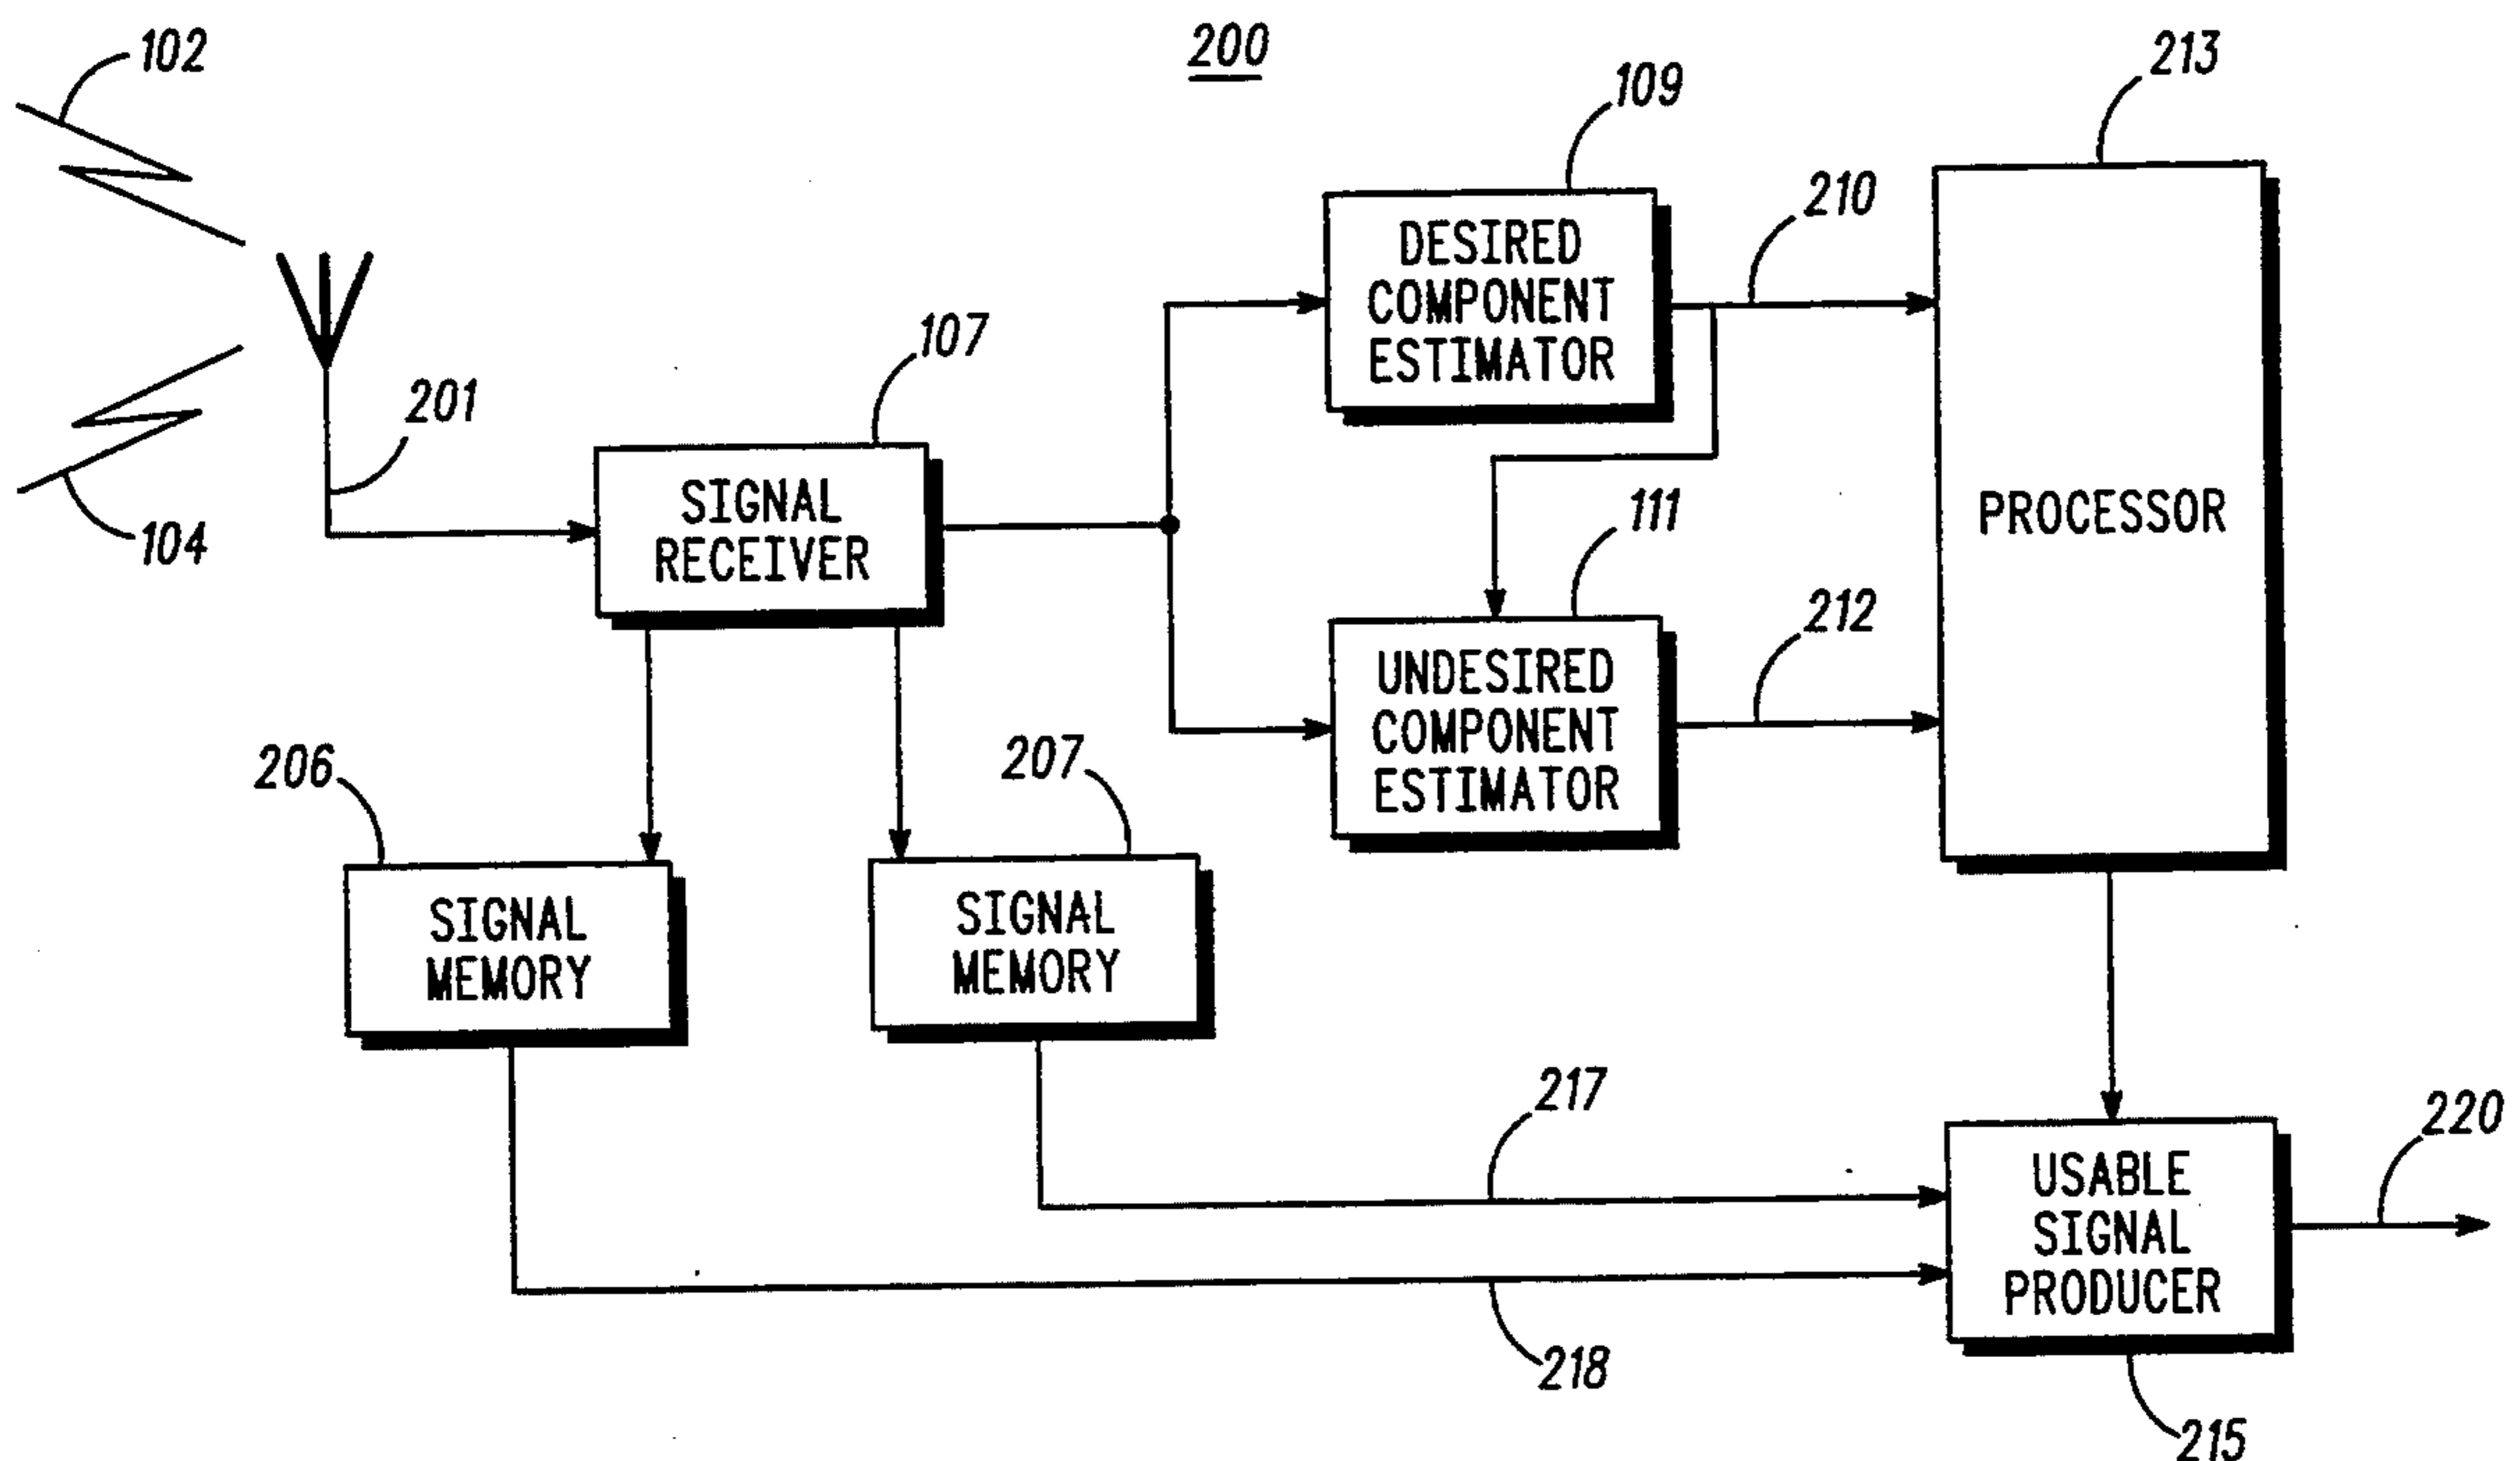 200
102
109
213
210
DESIRED
COMPONENT
ESTIMATOR
107
201
104
SIGNAL
RECEIVER
111
PROCESSOR
212
UNDESIRED
COMPONENT
ESTIMATOR
206
207
SIGNAL
MEMORY
SIGNAL
MEMORY
217
220
USABLE
SIGNAL
PRODUCER
218
215